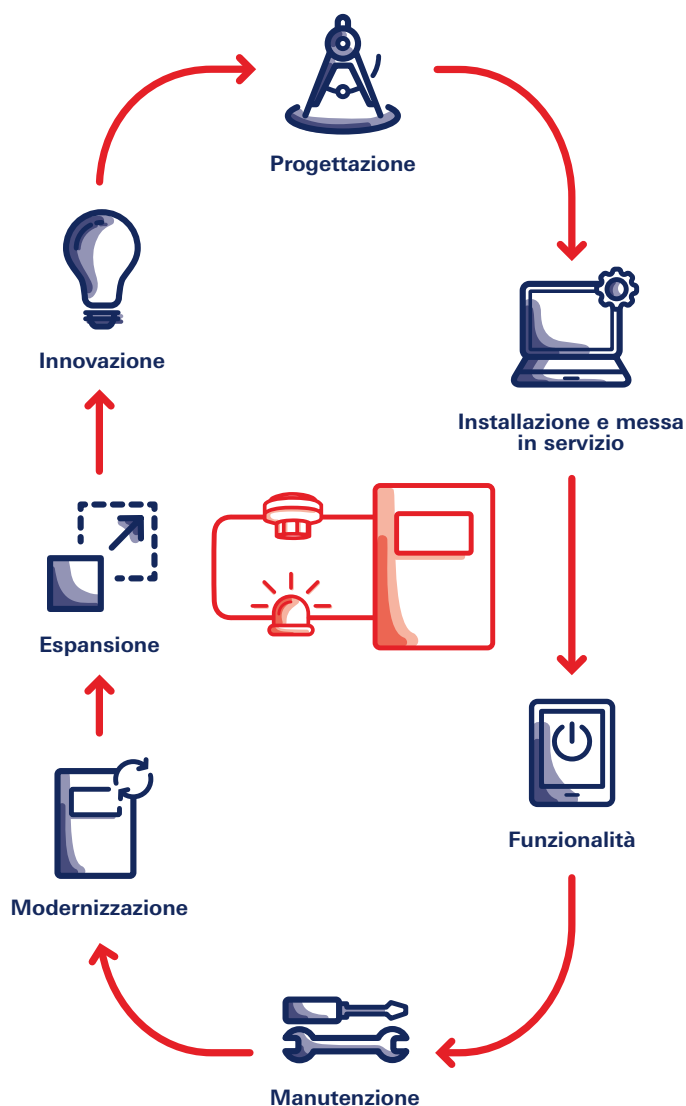 Progettazione
Installazione e messa
in servizio
Funzionalità
Manutenzione
Modernizzazione
Espansione
Innovazione